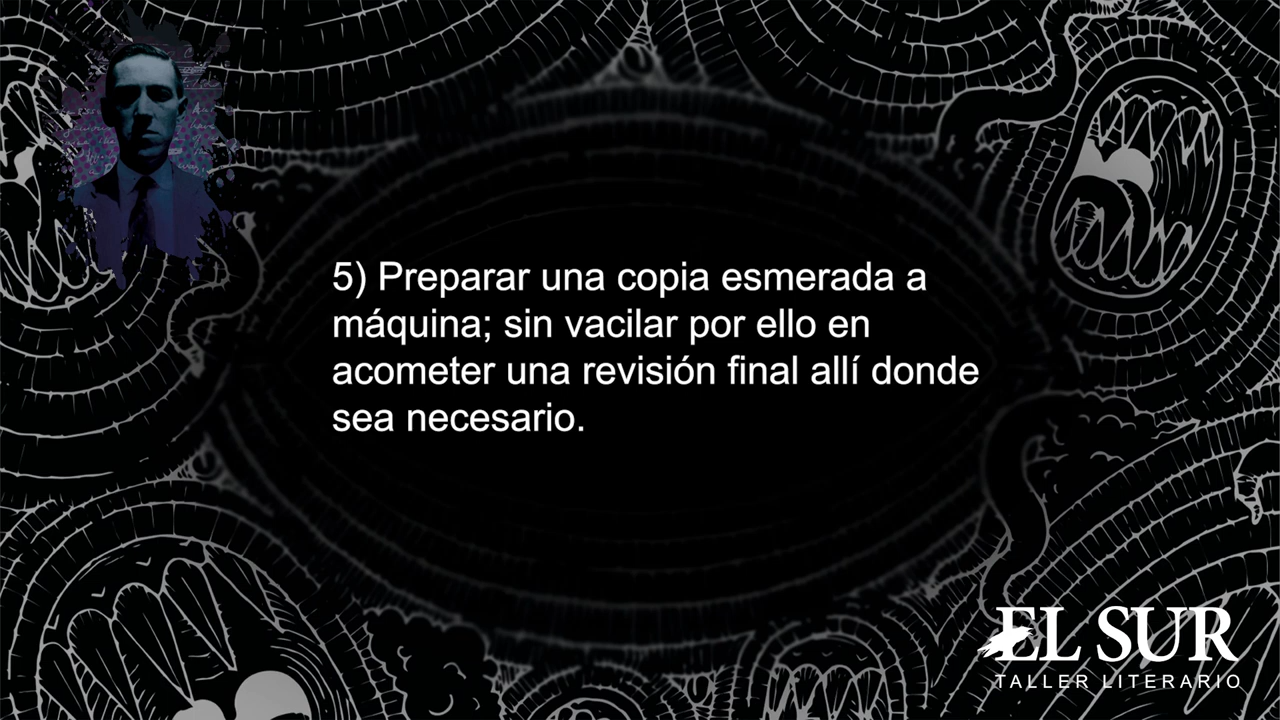 5) Preparar una copia esmerada a
máquina; sin vacilar por ello en
acometer una revisión final allí donde
sea necesario.
EL SUR
TALLER LITERARIO